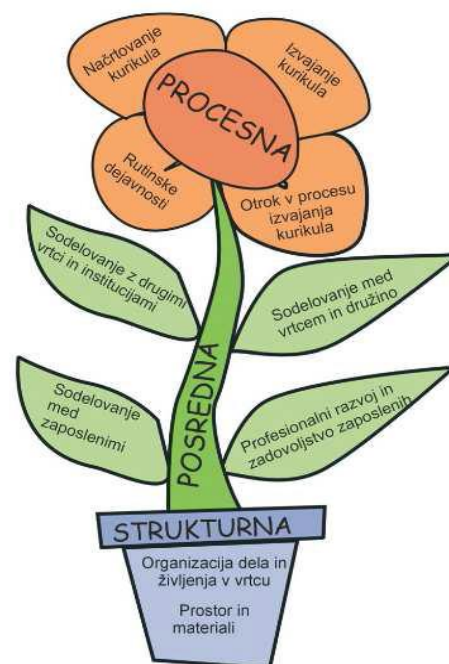 Načrtovanje
kurikula
Izvajanje
kurikula
PROCESNA
Rutinske
dejavnosti
Otrok v procesu
izvajanja
kurikula
Sodelovanje z drugimi
vrtci in institucijami
Sodelovanje med
vrtcem in družino
POSREDNA
Sodelovanje
med
zaposlenimi
Profesionalni razvoj in
zadovoljstvo zaposlenih
STRUKTURNA
Organizacija dela in
življenja v vrtcu
Prostor in
materiali